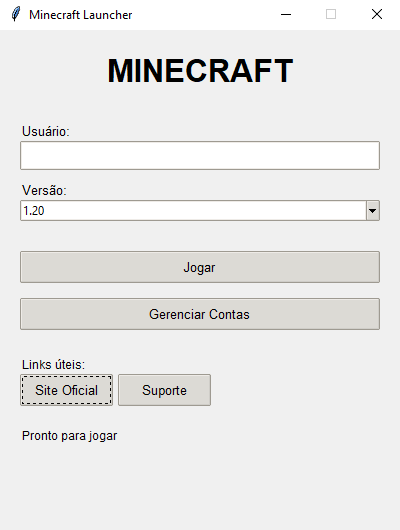 Minecraft Launcher
MINECRAFT
Usuário:
Versão:
1.20
Jogar
Gerenciar Contas
Links úteis:
Site Oficial Suporte
Pronto para jogar